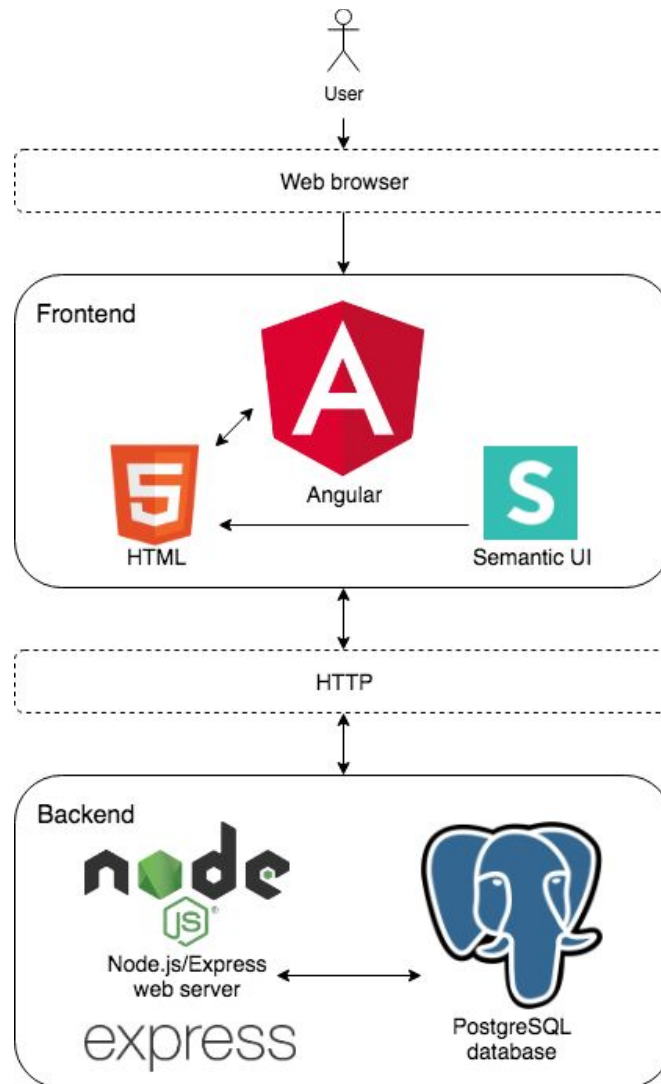 User
Web browser
Frontend
A
5
S
Angular
HTML
Semantic UI
HTTP
Backend
node
JS®
Node.js/Express
web server
express
PostgreSQL
database